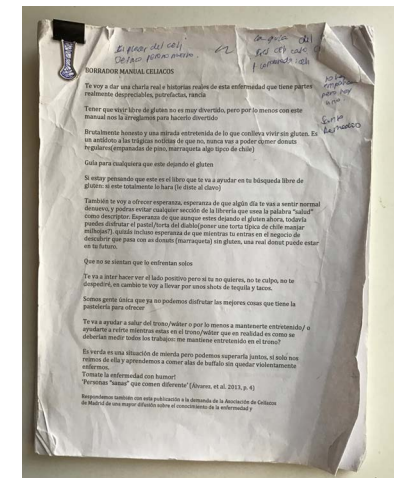 El pinar del celi
La guía del
BORRADOR MANUAL CELIACOS
Te voy a dar una charla real e historias reales de esta enfermedad que tiene partes
realmente despreciables, putrefactas, rancia
Tener que vivir libre de gluten no es muy divertido, pero por lo menos con este
manual nos la arreglamos para hacerlo divertido
Brutalmente honesto y una mirada entretenida de lo que conlleva vivir sin gluten. Es
un antídoto a las trágicas noticias de que no, nunca vas a poder comer donuts
regulares(empanadas de pino, marraqueta algo típico de chile)
Guía para cualquiera que este dejando el gluten
Si estay pensando que este es el libro que te va a ayudar en tu búsqueda libre de
gluten: si este totalmente lo hara (le diste al clavo)
También te voy a ofrecer esperanza, esperanza de que algún día te vas a sentir normal
denuevo, y podras evitar cualquier sección de la librería que usea la palabra "salud"
como descriptor. Esperanza de que aunque estes dejando el gluten ahora, todavía
puedes disfrutar el pastel/torta del diablo(poner una torta típica de chile manjar
milhojas?). quizás incluso esperanza de que mientras tu entras en el negocio de
descubrir que pasa con as donuts (marraqueta) sin gluten, una real donut puede estar
en tu futuro.
Que no se sientan que lo enfrentan solos
Te va a inter hacer ver al lado positivo pero si tu no quieres, no te culpo, no te
despediré, en cambio te voy a llevar por unos shots de tequila y tacos.
Somos gente única que ya no podemos disfrutar las mejores cosas que tiene la
pastelería para ofrecer
Te va a ayudar a salur del trono/wáter o por lo menos a mantenerte entretenido/ o
ayudarte a reirte mientras estas en el trono/wáter que en realidad es como se
deberían medir todos los trabajos: me mantiene entretenido en el trono?
Es verda es una situación de mierda pero podemos superarla juntos, si solo nos
reimos de ella y aprendemos a comer alas de buffalo sin quedar violentamente
enfermos.
Tomate la enfermedad con humor!
'Personas "sanas" que comen diferente' (Álvarez, et al. 2013, p. 4)
Respondemos también con esta publicación a la demanda de la Asociación de Celíacos
de Madrid de una mayor difusión sobre el conocimiento de la enfermedad y